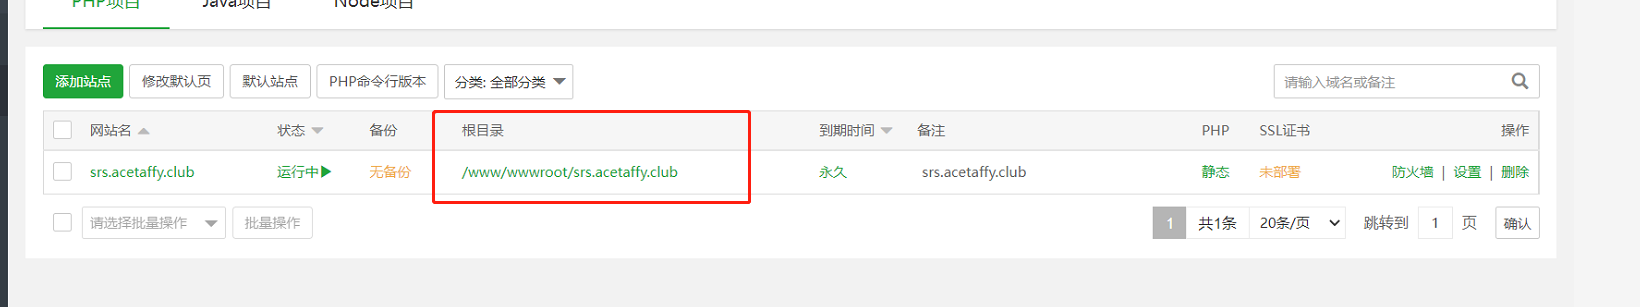 PHP项目 Java项目 Node项目
添加站点 修改默认页 默认站点 PHP命令行版本 分类: 全部分类 请输入域名或备注
网站名 状态 备份 根目录 到期时间 备注 PHP SSL证书 操作
srs.acetaffy.club 运行中 无备份 /www/wwwroot/srs.acetaffy.club 永久 srs.acetaffy.club 静态 未部署 防火墙 | 设置 | 删除
请选择批量操作 批量操作 1 共1条 20条/页 跳转到 1 页 确认